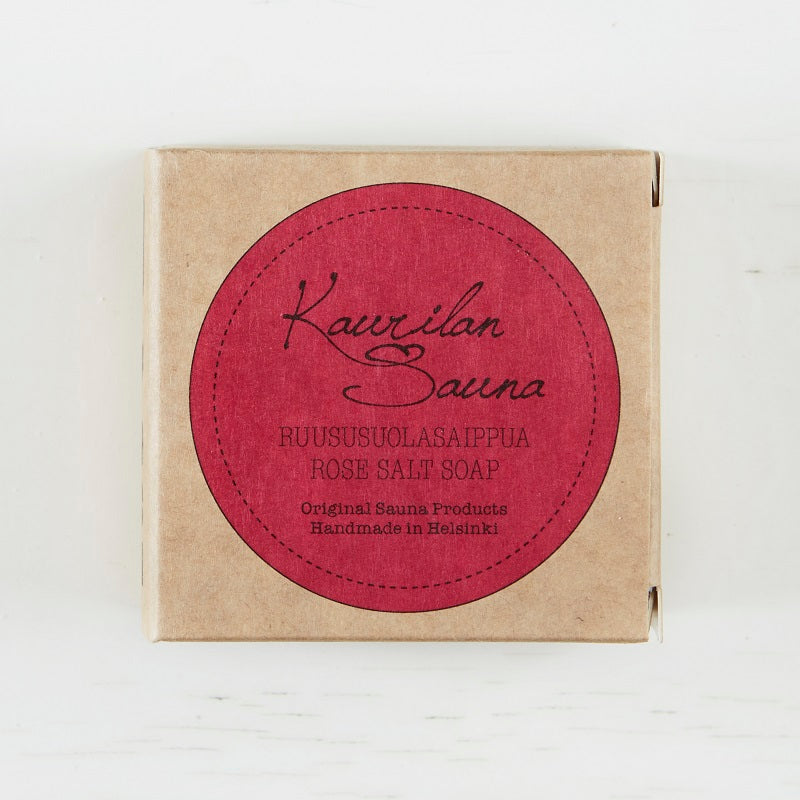 Kaurilan
Sauna
RUUSUSUOLASAIPPUA
ROSE SALT SOAP
Original Sauna Products
Handmade in Helsinki